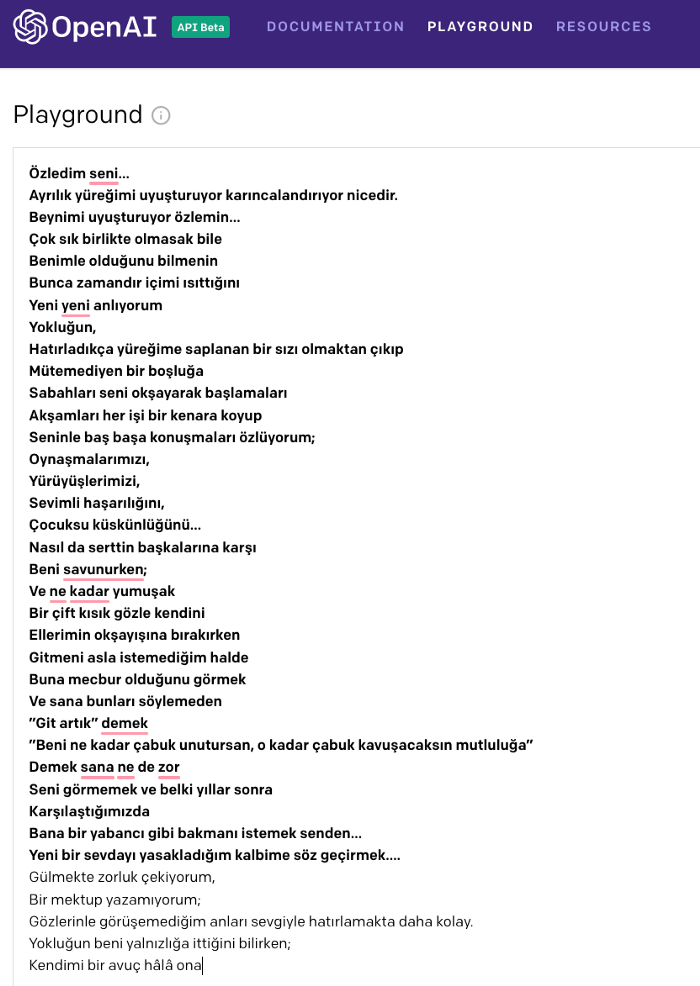 OpenAI API Beta DOCUMENTATION PLAYGROUND RESOURCES
Playground
Özledim seni...
Ayrılık yüreğimi uyuşturuyor karıncalandırıyor nicedir.
Beynimi uyuşturuyor özlemin...
Çok sık birlikte olmasak bile
Benimle olduğunu bilmenin
Bunca zamandır içimi ısıttığını
Yeni yeni anlıyorum
Yokluğun,
Hatırladıkça yüreğime saplanan bir sızı olmaktan çıkıp
Mütemediyen bir boşluğa
Sabahları seni okşayarak başlamaları
Akşamları her işi bir kenara koyup
Seninle baş başa konuşmaları özlüyorum;
Oynaşmalarımızı,
Yürüyüşlerimizi,
Sevimli haşarılığını,
Çocuksu küskünlüğünü...
Nasıl da serttin başkalarına karşı
Beni savunurken;
Ve ne kadar yumuşak
Bir çift kısık gözle kendini
Ellerimin okşayışına bırakırken
Gitmeni asla istemediğim halde
Buna mecbur olduğunu görmek
Ve sana bunları söylemeden
"Git artık" demek
"Beni ne kadar çabuk unutursan, o kadar çabuk kavuşacaksın mutluluğa"
Demek sana ne de zor
Seni görmemek ve belki yıllar sonra
Karşılaştığımızda
Bana bir yabancı gibi bakmanı istemek senden...
Yeni bir sevdayı yasakladığım kalbime söz geçirmek....
Gülmekte zorluk çekiyorum,
Bir mektup yazamıyorum;
Gözlerinle görüşemediğim anları sevgiyle hatırlamakta daha kolay.
Yokluğun beni yalnızlığa ittiğini bilirken;
Kendimi bir avuç hâlâ ona